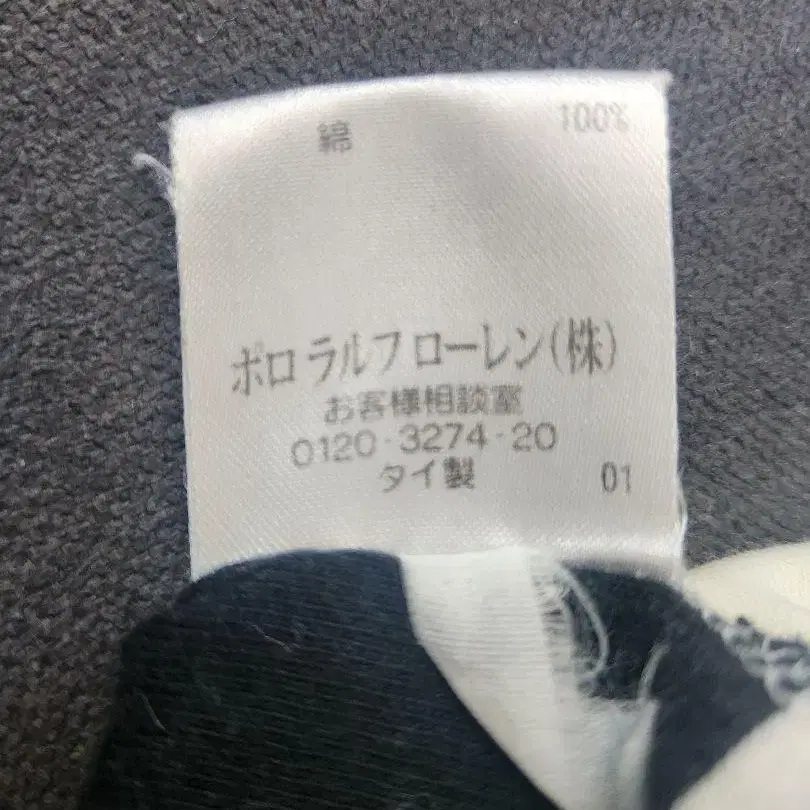 綿 100%
ポロ ラルフ ローレン(株)
お客様相談室
0120·3274·20
タイ製 01